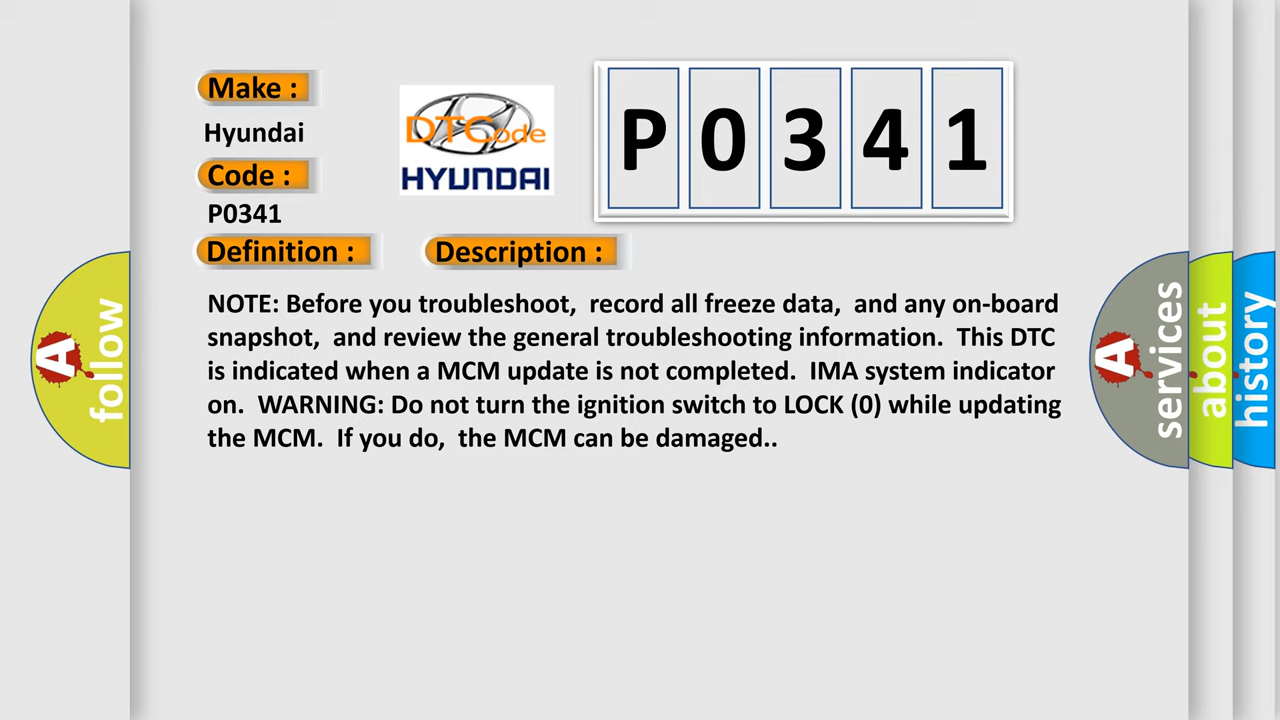 Make :
Hyundai
Code :
P0341
Definition :
Description :
DTCode
HYUNDAI
P0341
NOTE: Before you troubleshoot, record all freeze data, and any on-board
snapshot, and review the general troubleshooting information. This DTC
is indicated when a MCM update is not completed. IMA system indicator
on. WARNING: Do not turn the ignition switch to LOCK (0) while updating
the MCM. If you do, the MCM can be damaged..
A follow
A services
about
history